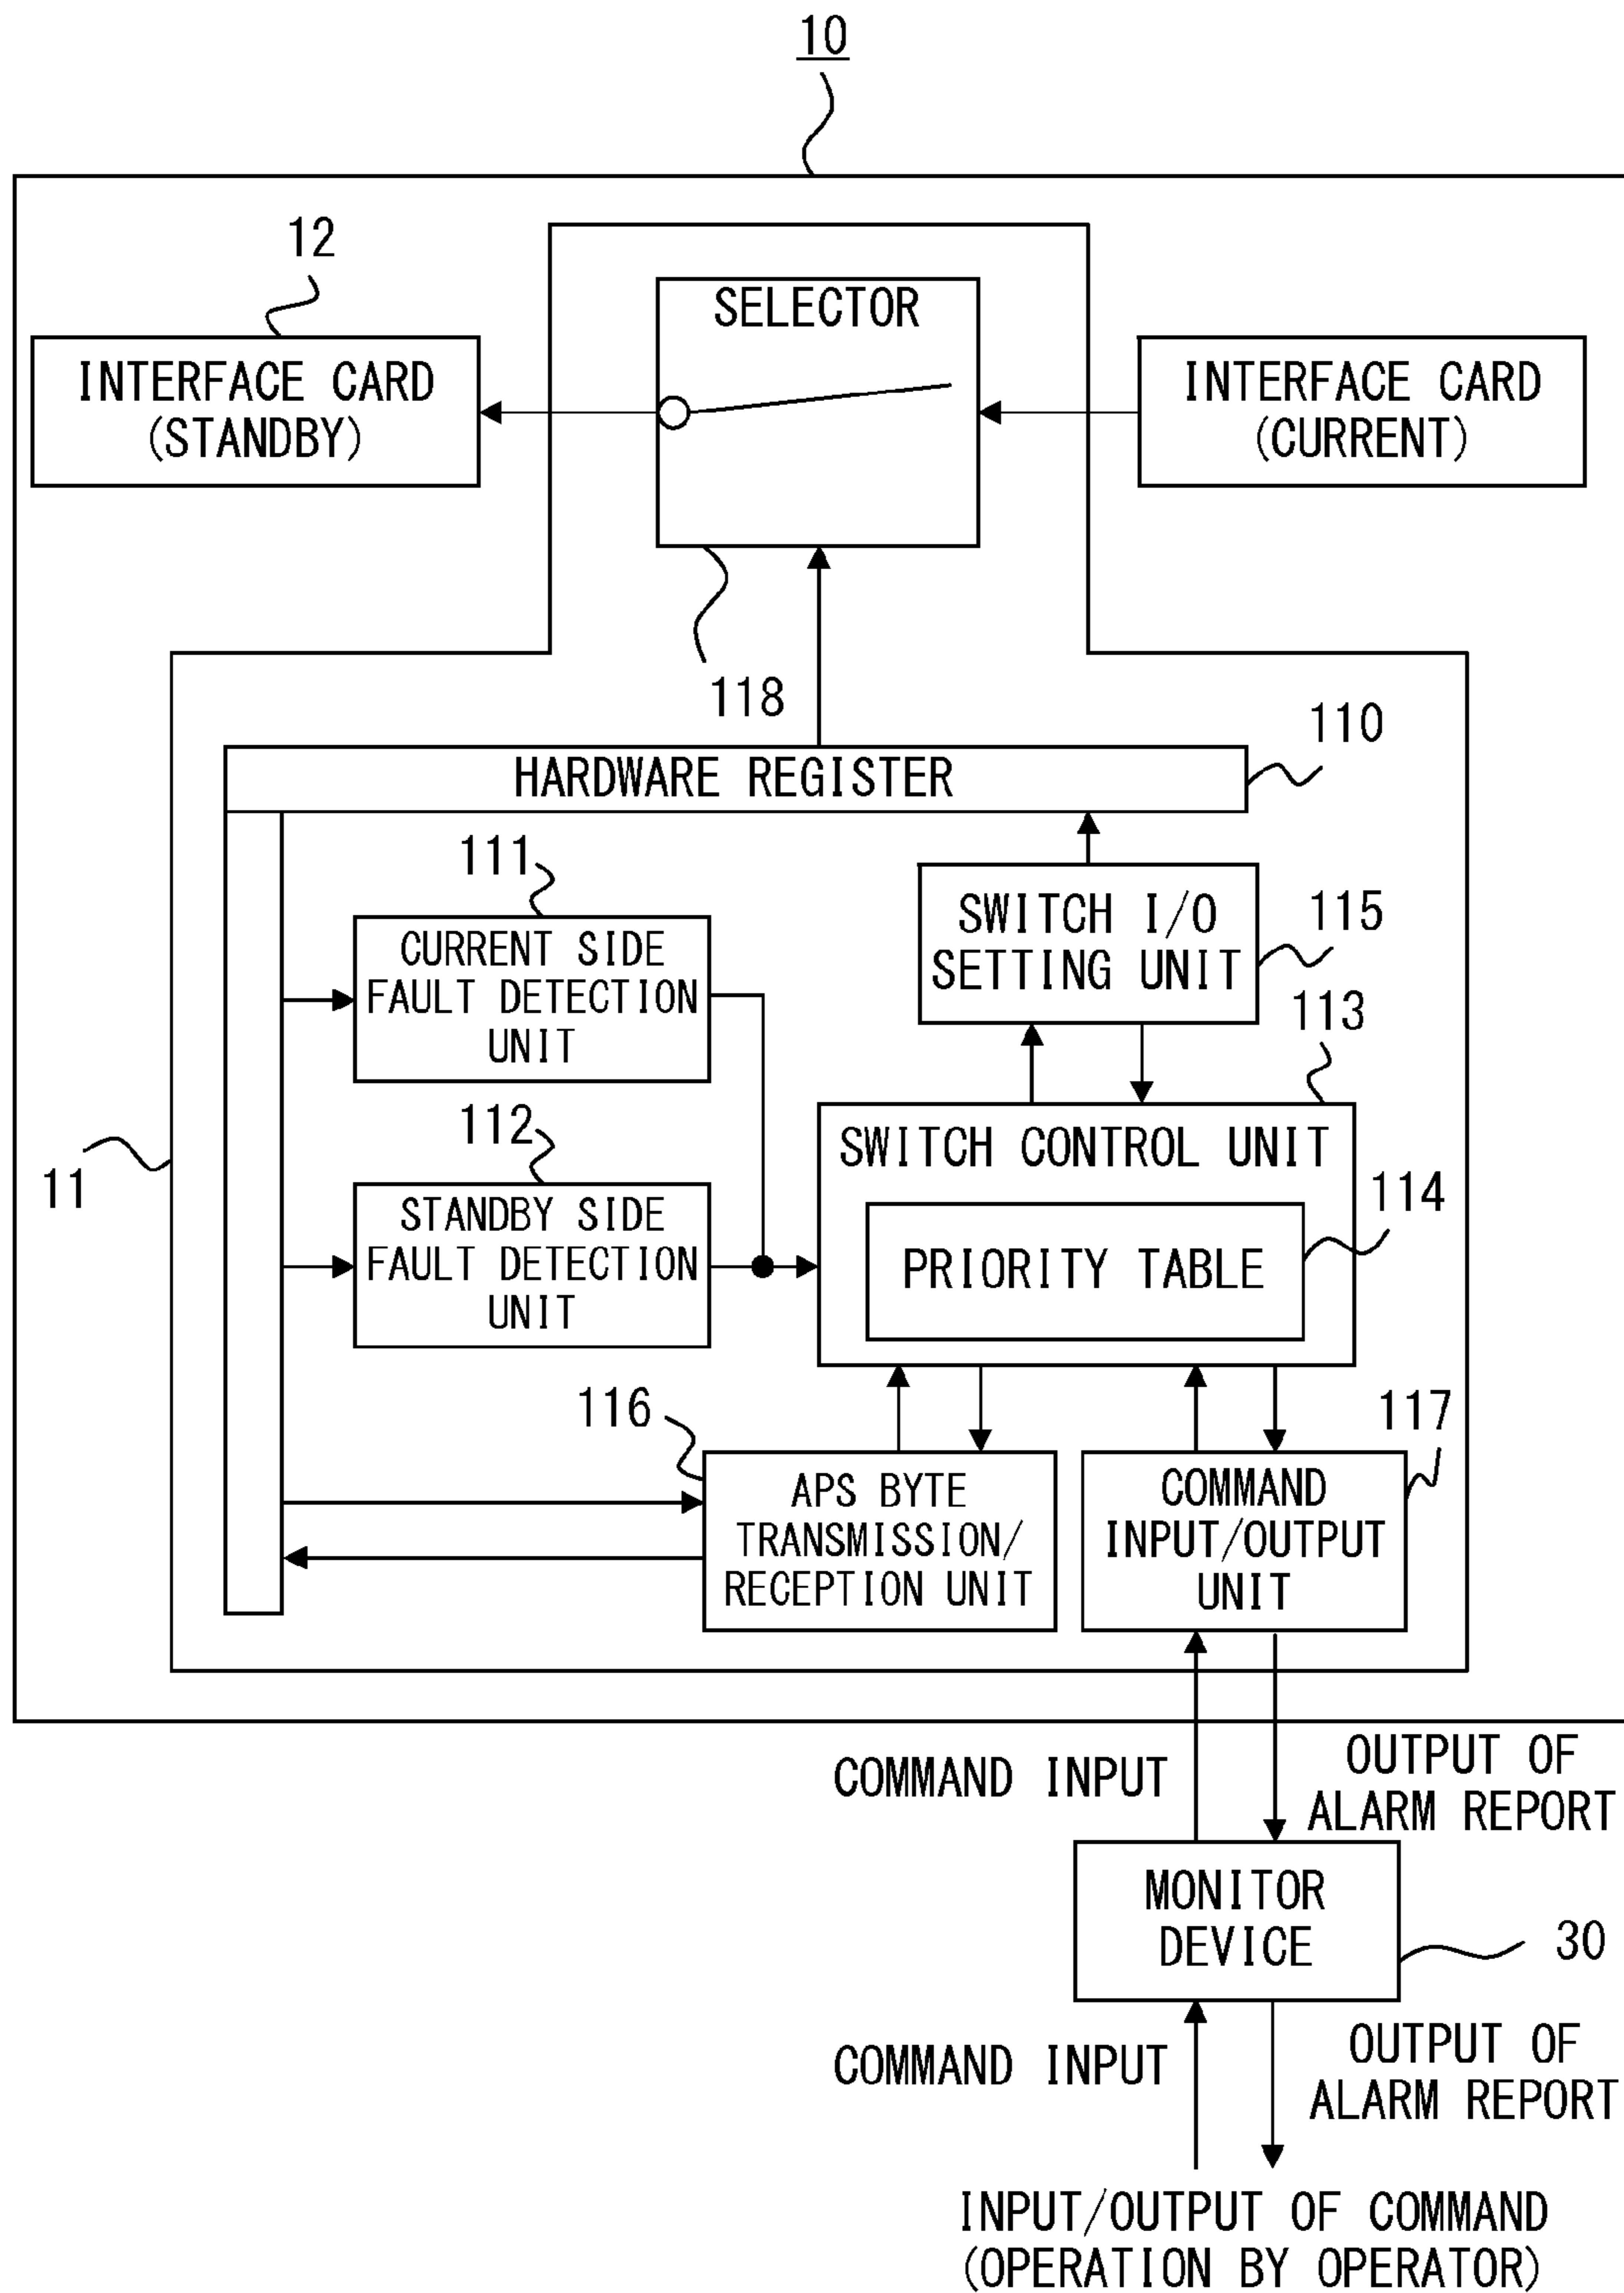 10
12
SELECTOR
INTERFACE CARD
(STANDBY)
INTERFACE CARD
(CURRENT)
118
110
HARDWARE REGISTER
111
CURRENT SIDE
FAULT DETECTION
UNIT
SWITCH I/O
SETTING UNIT
115
113
112
STANDBY SIDE
FAULT DETECTION
UNIT
11
SWITCH CONTROL UNIT
114
PRIORITY TABLE
116
APS BYTE
TRANSMISSION/
RECEPTION UNIT
117
COMMAND
INPUT/OUTPUT
UNIT
COMMAND INPUT
OUTPUT OF
ALARM REPORT
MONITOR
DEVICE
30
COMMAND INPUT
OUTPUT OF
ALARM REPORT
INPUT/OUTPUT OF COMMAND
(OPERATION BY OPERATOR)